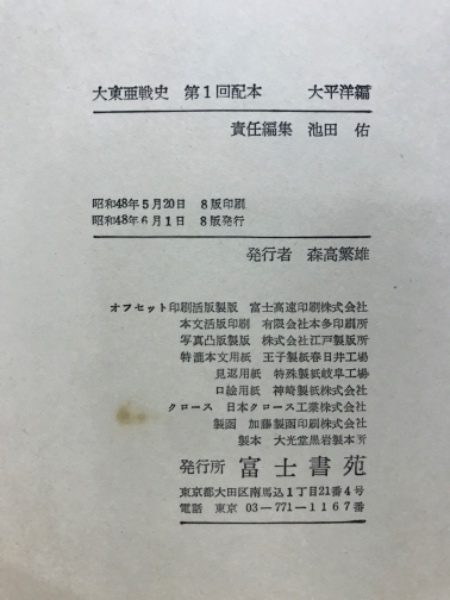 大東亜戦史 第1回配本 大平洋編
責任編集 池田 佑
昭和48年5月20日 8版印刷
昭和48年6月1日 8版発行
発行者 森高繁雄
オフセット印刷活版製版 富士高速印刷株式会社
本文活版印刷 有限会社本多印刷所
写真凸版製版 株式会社江戸製版所
特漉本文用紙 王子製紙春日井工場
見返用紙 特殊製紙岐阜工場
口絵用紙 神崎製紙株式会社
クロース 日本クロース工業株式会社
製函 加藤製函印刷株式会社
製本 大光堂黒岩製本所
発行所 富士書苑
東京都大田区南馬込1丁目21番4号
電話 東京 03―771―1167番